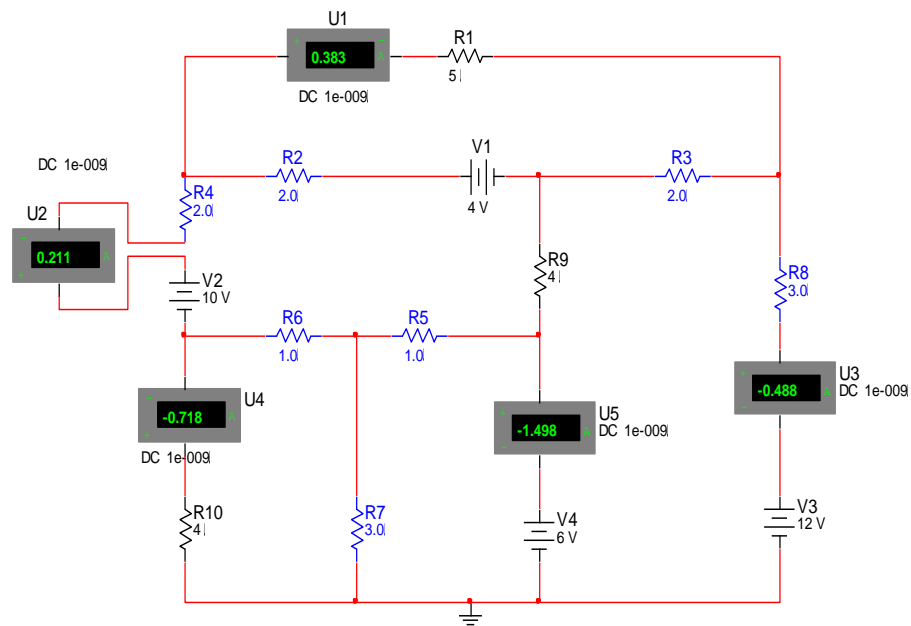 U1
+ −
0.383 A
DC 1e-009
R1
5
DC 1e-009
R2
2.0
V1
4 V
R3
2.0
R4
2.0
U2
−
0.211 A
+
V2
10 V
R9
4
R8
3.0
R6
1.0
R5
1.0
U4
−
-0.718 A
+
DC 1e-009
U5
DC 1e-009
+
-1.498 A
−
U3
DC 1e-009
+
-0.488 A
−
R10
4
R7
3.0
V4
6 V
V3
12 V